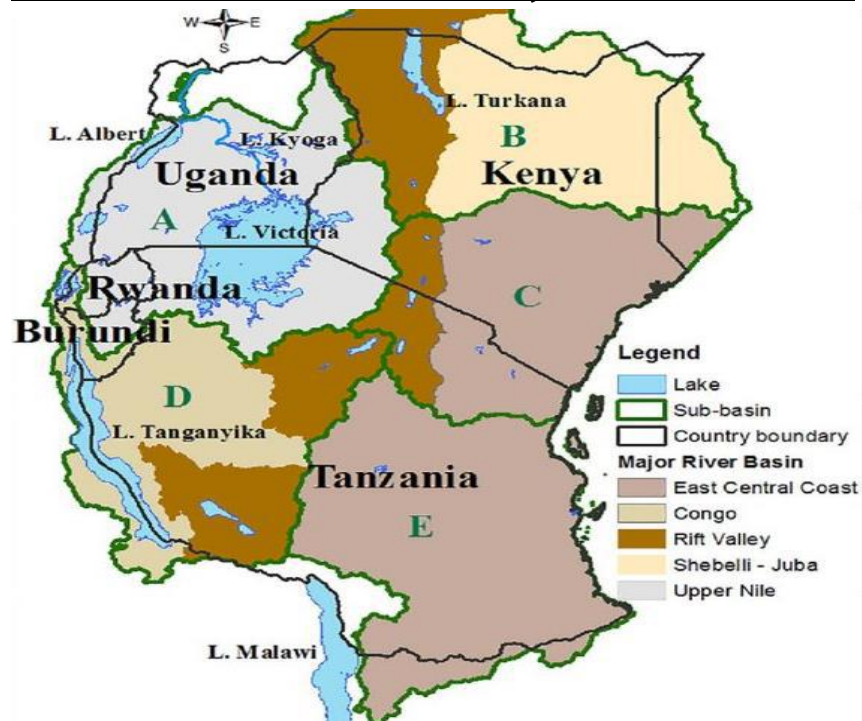 W E
S
L. Turkana
L. Albert
L. Kyoga
B
Uganda
Kenya
A
L. Victoria
Rwanda
C
Burundi
Legend
Lake
D
Sub-basin
L. Tanganyika
Country boundary
Major River Basin
Tanzania
East Central Coast
Congo
E
Rift Valley
Shebelli - Juba
Upper Nile
L. Malawi